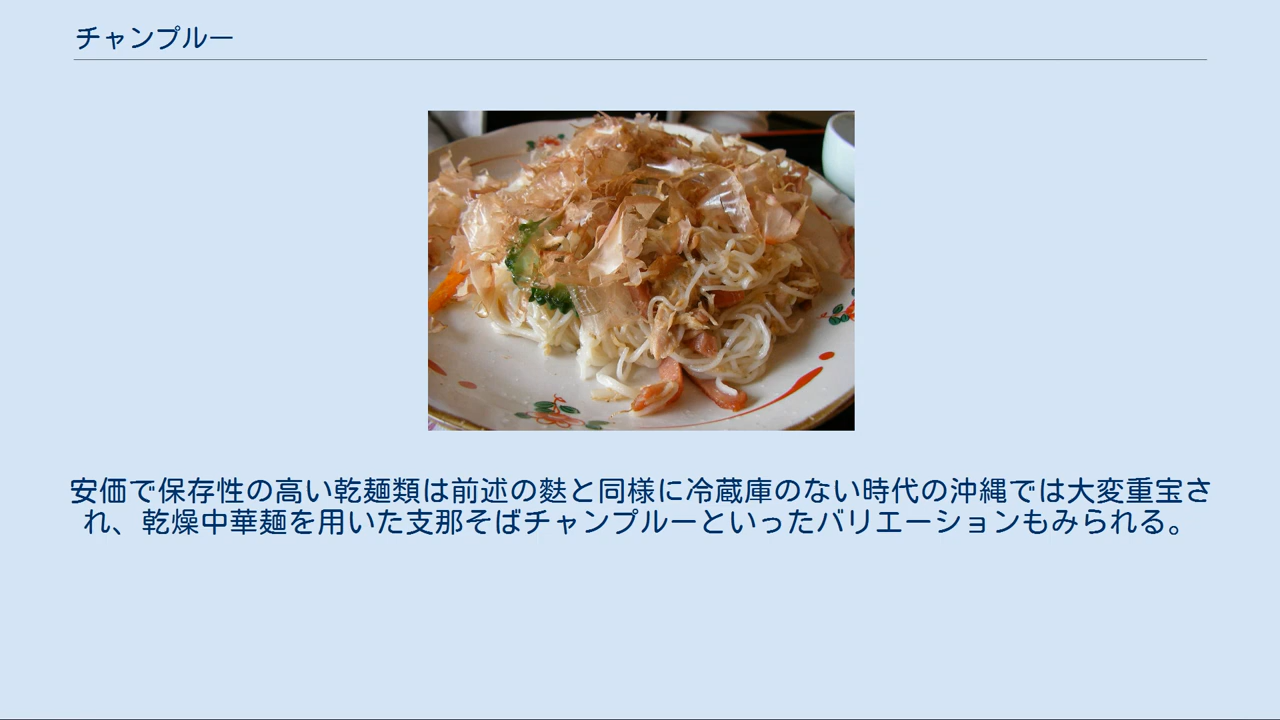 チャンプルー
安価で保存性の高い乾麺類は前述の麩と同様に冷蔵庫のない時代の沖縄では大変重宝さ
れ、乾燥中華麺を用いた支那そばチャンプルーといったバリエーションもみられる。